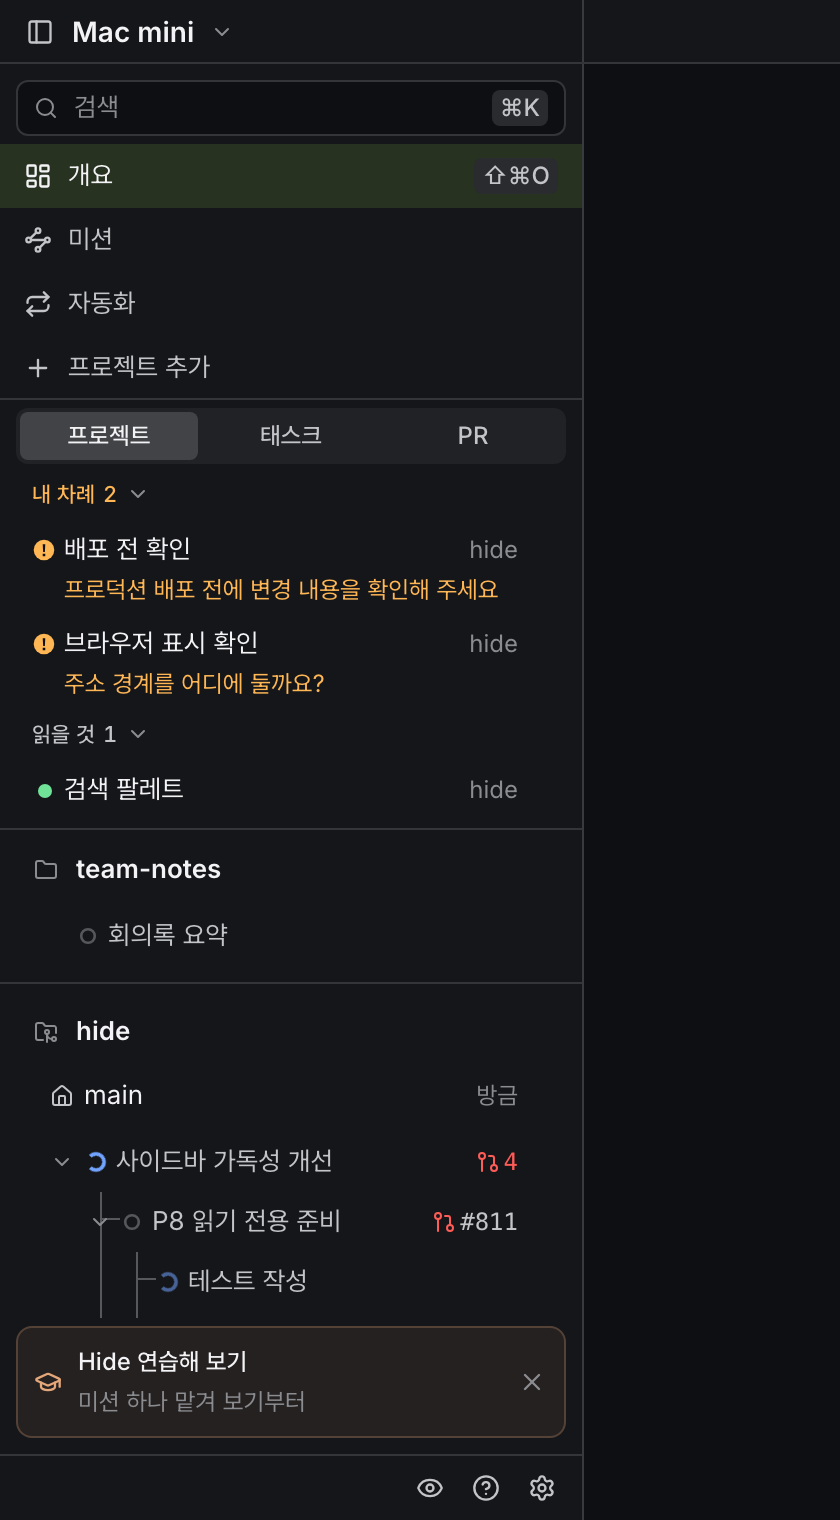 Mac mini
검색 ⌘K
개요 ⇧⌘O
미션
자동화
프로젝트 추가
프로젝트 태스크 PR
내 차례 2
배포 전 확인 hide
프로덕션 배포 전에 변경 내용을 확인해 주세요
브라우저 표시 확인 hide
주소 경계를 어디에 둘까요?
읽을 것 1
검색 팔레트 hide
team-notes
회의록 요약
hide
main 방금
사이드바 가독성 개선 4
P8 읽기 전용 준비 #811
테스트 작성
Hide 연습해 보기
미션 하나 맡겨 보기부터